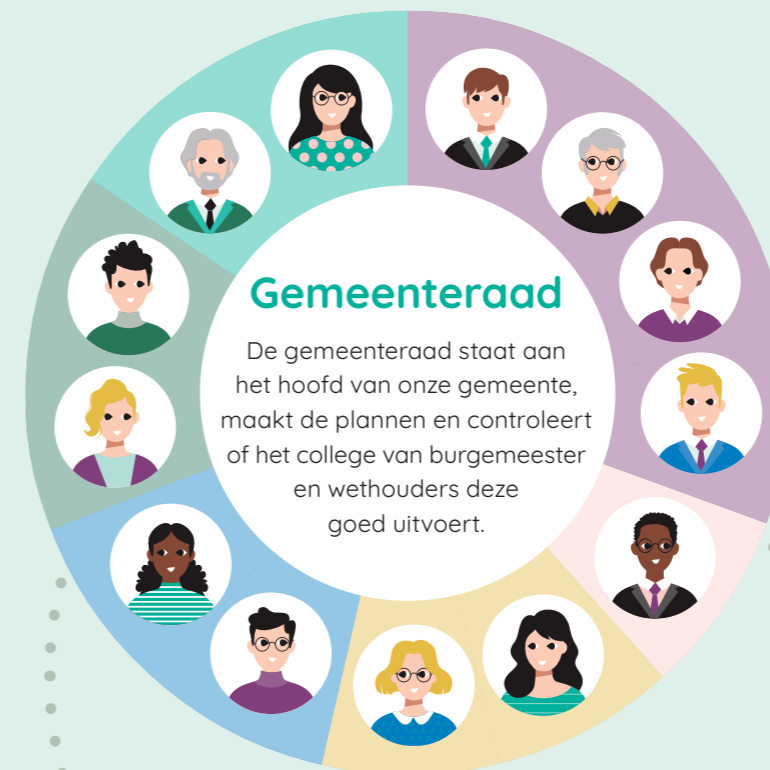 Gemeenteraad
De gemeenteraad staat aan
het hoofd van onze gemeente,
maakt de plannen en controleert
of het college van burgemeester
en wethouders deze
goed uitvoert.